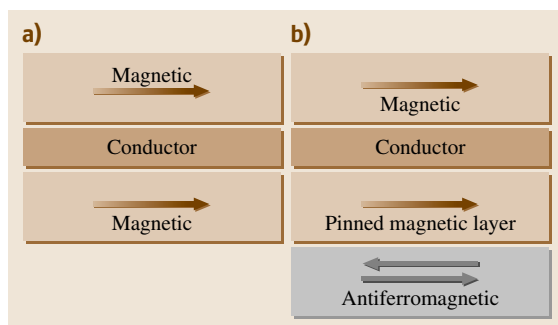 a)
Magnetic
Conductor
Magnetic
b)
Magnetic
Conductor
Pinned magnetic layer
Antiferromagnetic